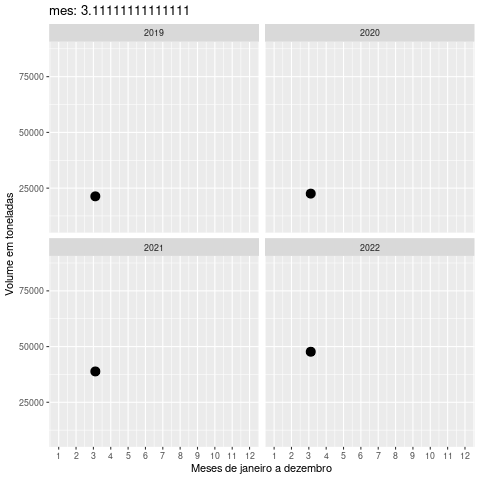 mes: 3.11111111111111
2019
2020
75000
50000
25000
2021
2022
75000
50000
25000
1 2 3 4 5 6 7 8 9 10 11 12
1 2 3 4 5 6 7 8 9 10 11 12
Meses de janeiro a dezembro
Volume em toneladas